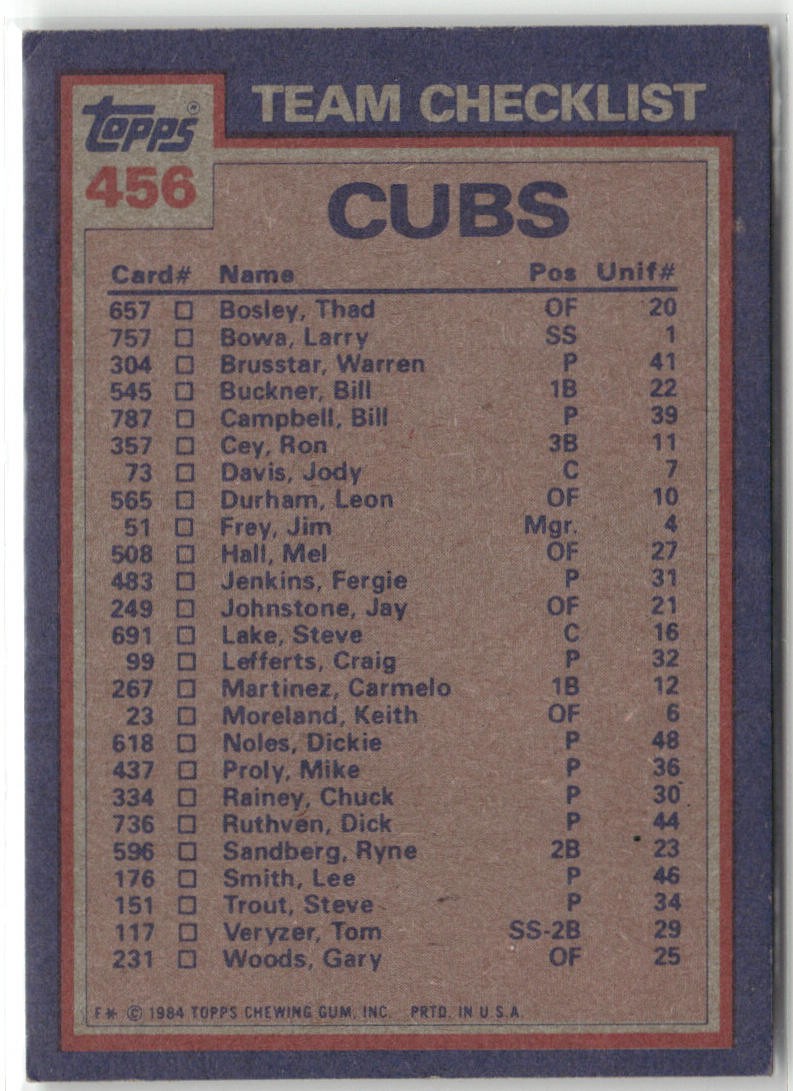 TOPPS ®
TEAM CHECKLIST
456
CUBS
Card# Name Pos Unif#
657 Bosley, Thad OF 20
757 Bowa, Larry SS 1
304 Brusstar, Warren P 41
545 Buckner, Bill 1B 22
787 Campbell, Bill P 39
357 Cey, Ron 3B 11
73 Davis, Jody C 7
565 Durham, Leon OF 10
51 Frey, Jim Mgr. 4
508 Hall, Mel OF 27
483 Jenkins, Fergie P 31
249 Johnstone, Jay OF 21
691 Lake, Steve C 16
99 Lefferts, Craig P 32
267 Martinez, Carmelo 1B 12
23 Moreland, Keith OF 6
618 Noles, Dickie P 48
437 Proly, Mike P 36
334 Rainey, Chuck P 30
736 Ruthven, Dick P 44
596 Sandberg, Ryne 2B 23
176 Smith, Lee P 46
151 Trout, Steve P 34
117 Veryzer, Tom SS-2B 29
231 Woods, Gary OF 25
F* © 1984 TOPPS CHEWING GUM, INC. PRTD. IN U.S.A.